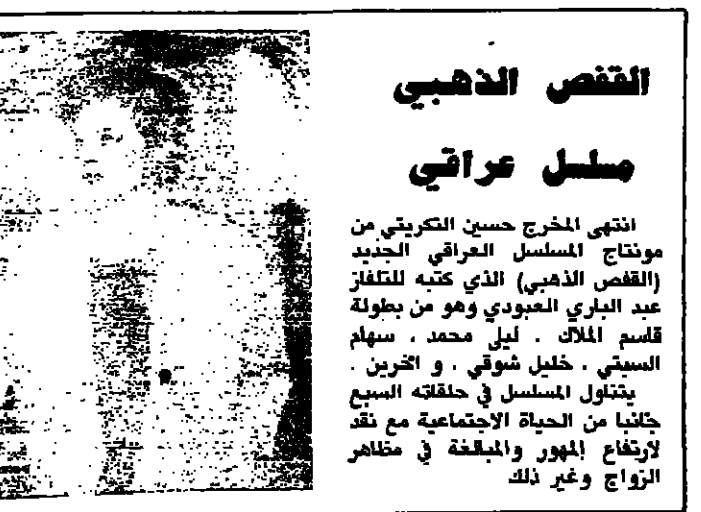 القفص الذهبي
مسلسل عراقي
انتهى المخرج حسين التكريتي من
مونتاج المسلسل العراقي الجديد
(القفص الذهبي) الذي كتبه للتلفاز
عبد الباري العبودي وهو من بطولة
قاسم الملاك . ليلى محمد . سهام
السبتي . خليل شوقي . و اخرين .
يتناول المسلسل في حلقاته السبع
جانبا من الحياة الاجتماعية مع نقد
لارتفاع المهور والمبالغة في مظاهر
الزواج وغير ذلك